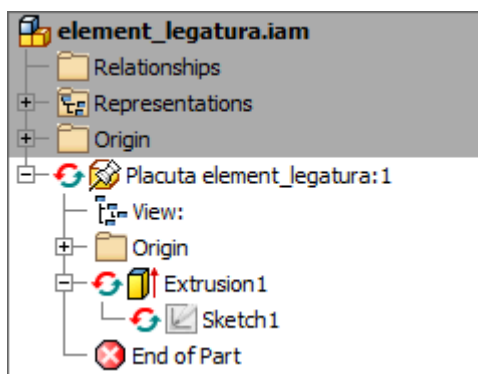 element_legatura.iam
Relationships
Representations
Origin
Placuta element_legatura:1
View:
Origin
Extrusion1
Sketch1
End of Part